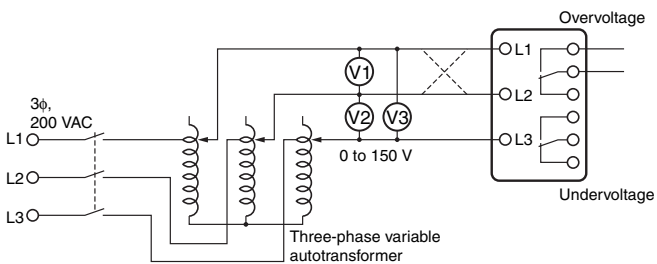 Overvoltage
L1
V1
3ϕ,
200 VAC
L2
V2
V3
L1
L3
0 to 150 V
L2
Undervoltage
L3
Three-phase variable
autotransformer